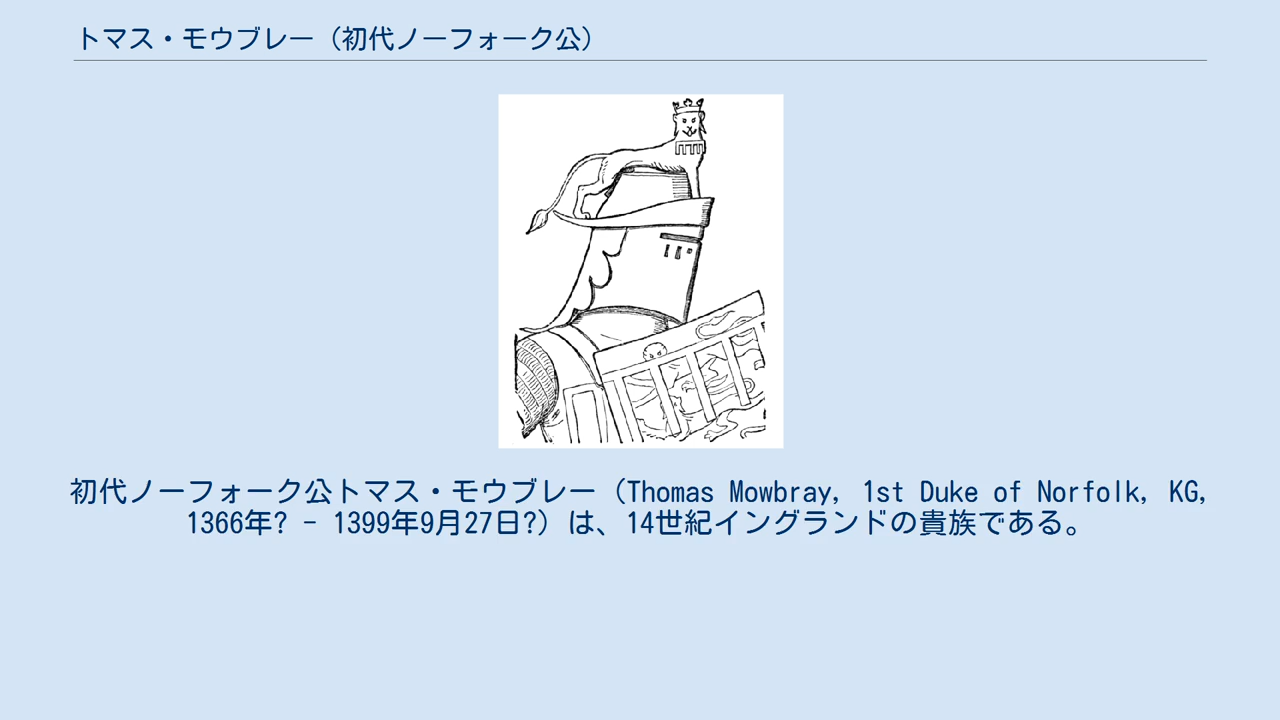 トマス・モウブレー（初代ノーフォーク公）
初代ノーフォーク公トマス・モウブレー（Thomas Mowbray, 1st Duke of Norfolk, KG,
1366年? - 1399年9月27日?）は、14世紀イングランドの貴族である。